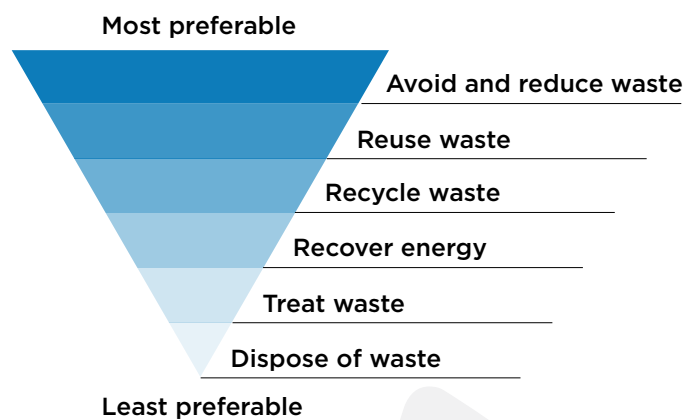 Most preferable
Avoid and reduce waste
Reuse waste
Recycle waste
Recover energy
Treat waste
Dispose of waste
Least preferable